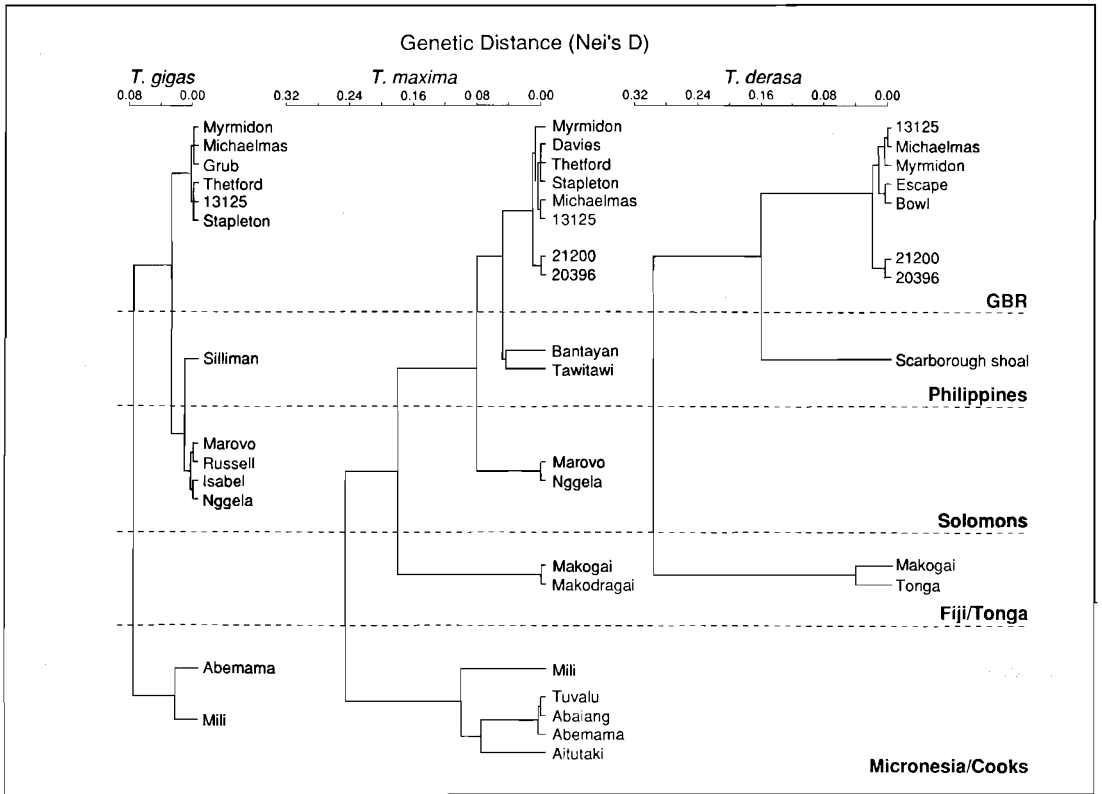 Genetic Distance (Nei's D)
T. gigas T. maxima T. derasa
0.08 0.00 0.32 0.24 0.16 0.08 0.00 0.32 0.24 0.16 0.08 0.00
Myrmidon Myrmidon 13125
Michaelmas Davies Michaelmas
Grub Thetford Myrmidon
Thetford Stapleton Escape
13125 Michaelmas Bowl
Stapleton 13125
21200 21200
20396 20396
GBR
Silliman Bantayan Scarborough shoal
Tawitawi
Philippines
Marovo Marovo
Russell Nggela
Isabel
Nggela
Solomons
Makogai Makogai
Makodragai Tonga
Fiji/Tonga
Abemama Mili
Tuvalu
Mili Abaiang
Abemama
Aitutaki
Micronesia/Cooks